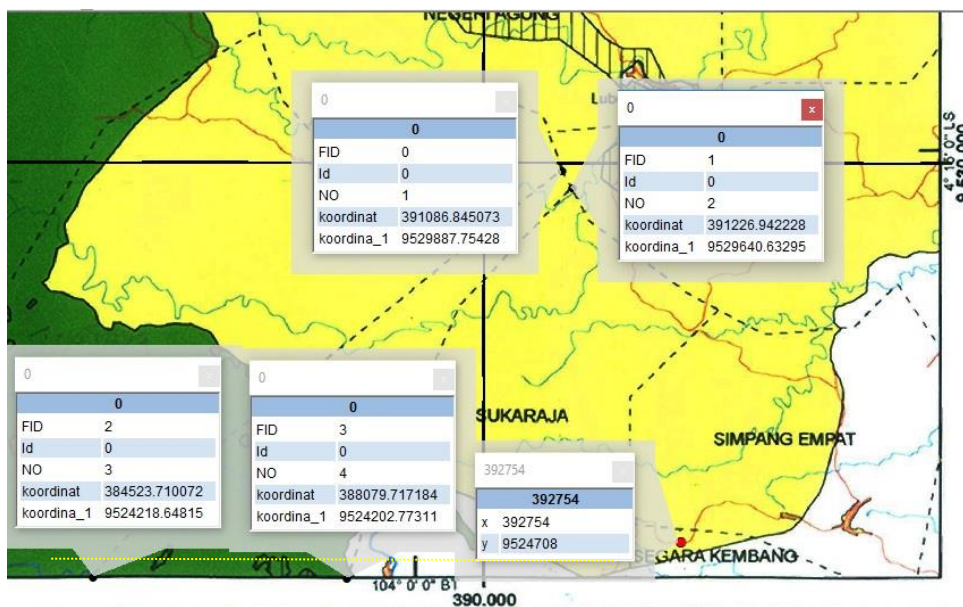 NEGERI AGUNG
Lub
0
x
0
FID 0
Id 0
NO 1
koordinat 391086.845073
koordina_1 9529887.75428
0
x
0
FID 1
Id 0
NO 2
koordinat 391226.942228
koordina_1 9529640.63295
4° 15' 0" LS
9.530.000
0
x
0
FID 2
Id 0
NO 3
koordinat 384523.710072
koordina_1 9524218.64815
0
x
0
FID 3
Id 0
NO 4
koordinat 388079.717184
koordina_1 9524202.77311
SUKARAJA
SIMPANG EMPAT
392754
x
392754
x 392754
y 9524708
SEGARA KEMBANG
104° 0' 0" BT
390.000